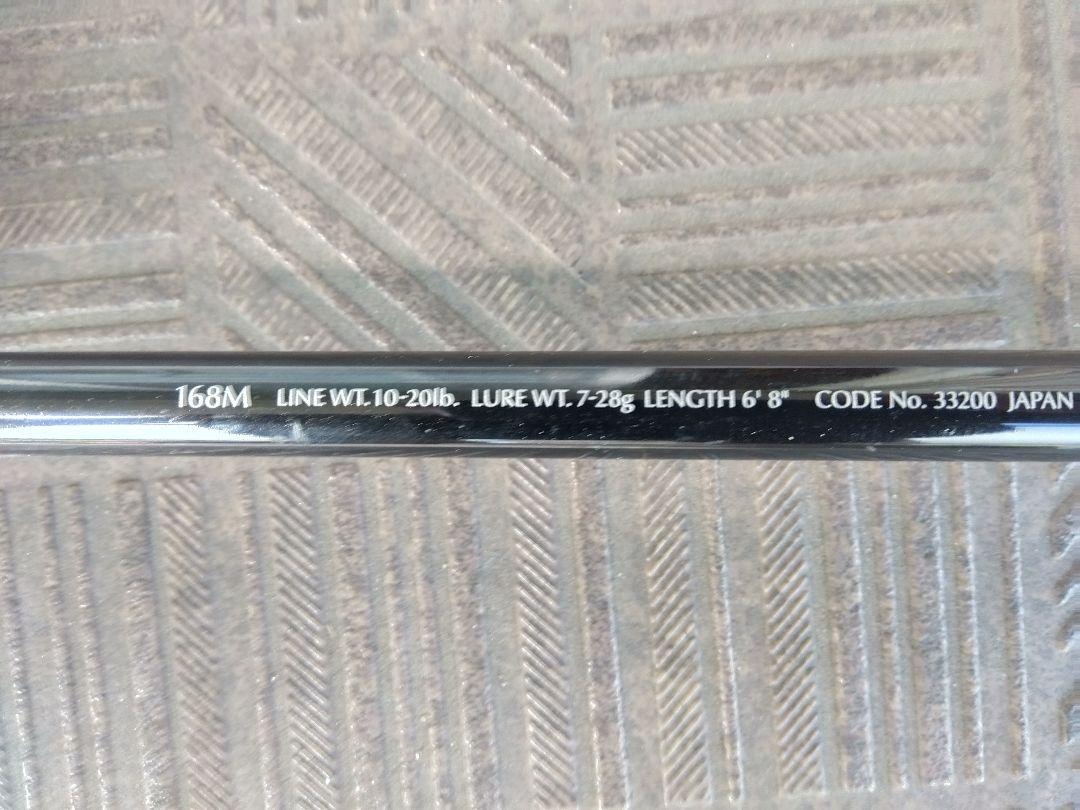 168M LINE WT. 10-20lb. LURE WT. 7-28g LENGTH 6' 8" CODE No. 33200 JAPAN